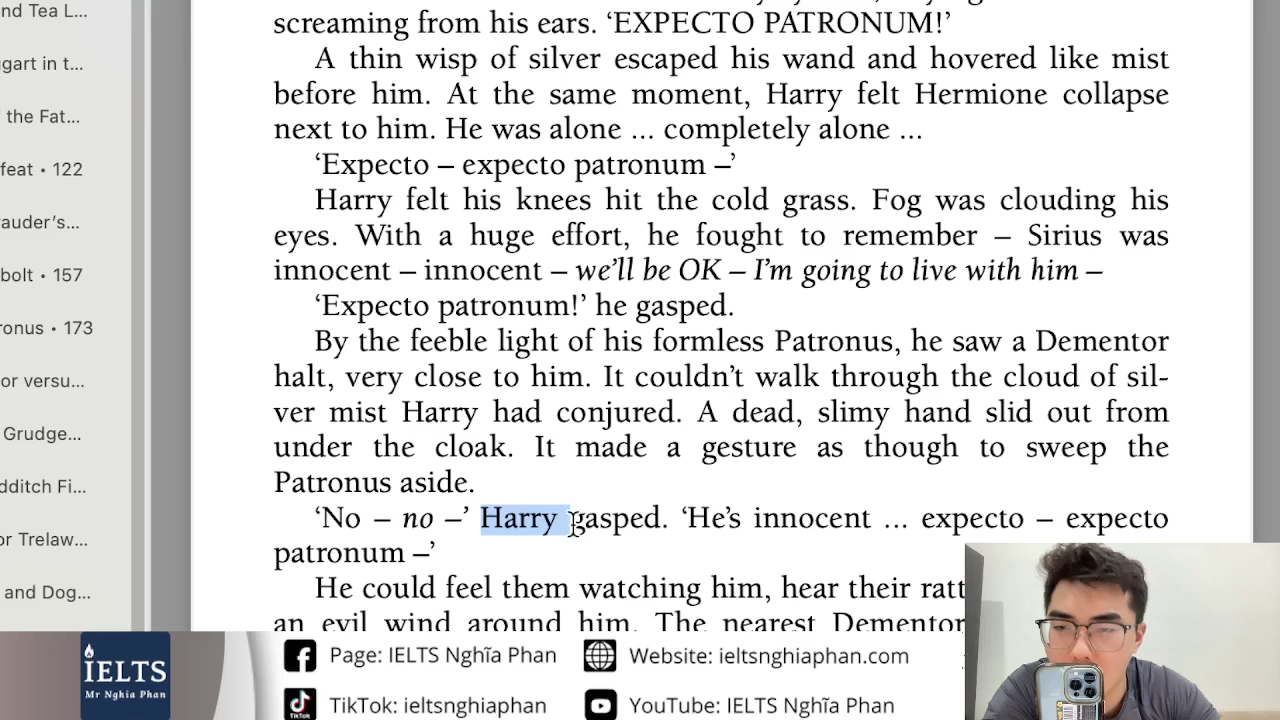 and Tea L...
ggart in t...
f the Fat...
feat • 122
rauder's...
bolt • 157
ronus • 173
or versu...
Grudge...
dditch Fi...
or Trelaw...
and Dog...
screaming from his ears. ‘EXPECTO PATRONUM!’
A thin wisp of silver escaped his wand and hovered like mist
before him. At the same moment, Harry felt Hermione collapse
next to him. He was alone ... completely alone ...
‘Expecto – expecto patronum –’
Harry felt his knees hit the cold grass. Fog was clouding his
eyes. With a huge effort, he fought to remember – Sirius was
innocent – innocent – we’ll be OK – I’m going to live with him –
‘Expecto patronum!’ he gasped.
By the feeble light of his formless Patronus, he saw a Dementor
halt, very close to him. It couldn’t walk through the cloud of sil-
ver mist Harry had conjured. A dead, slimy hand slid out from
under the cloak. It made a gesture as though to sweep the
Patronus aside.
‘No – no –’ Harry gasped. ‘He’s innocent ... expecto – expecto
patronum –’
He could feel them watching him, hear their ratt
an evil wind around him. The nearest Dementor
IELTS
Mr Nghia Phan
Page: IELTS Nghĩa Phan
Website: ieltsnghiaphan.com
TikTok: ieltsnghiaphan
YouTube: IELTS Nghĩa Phan